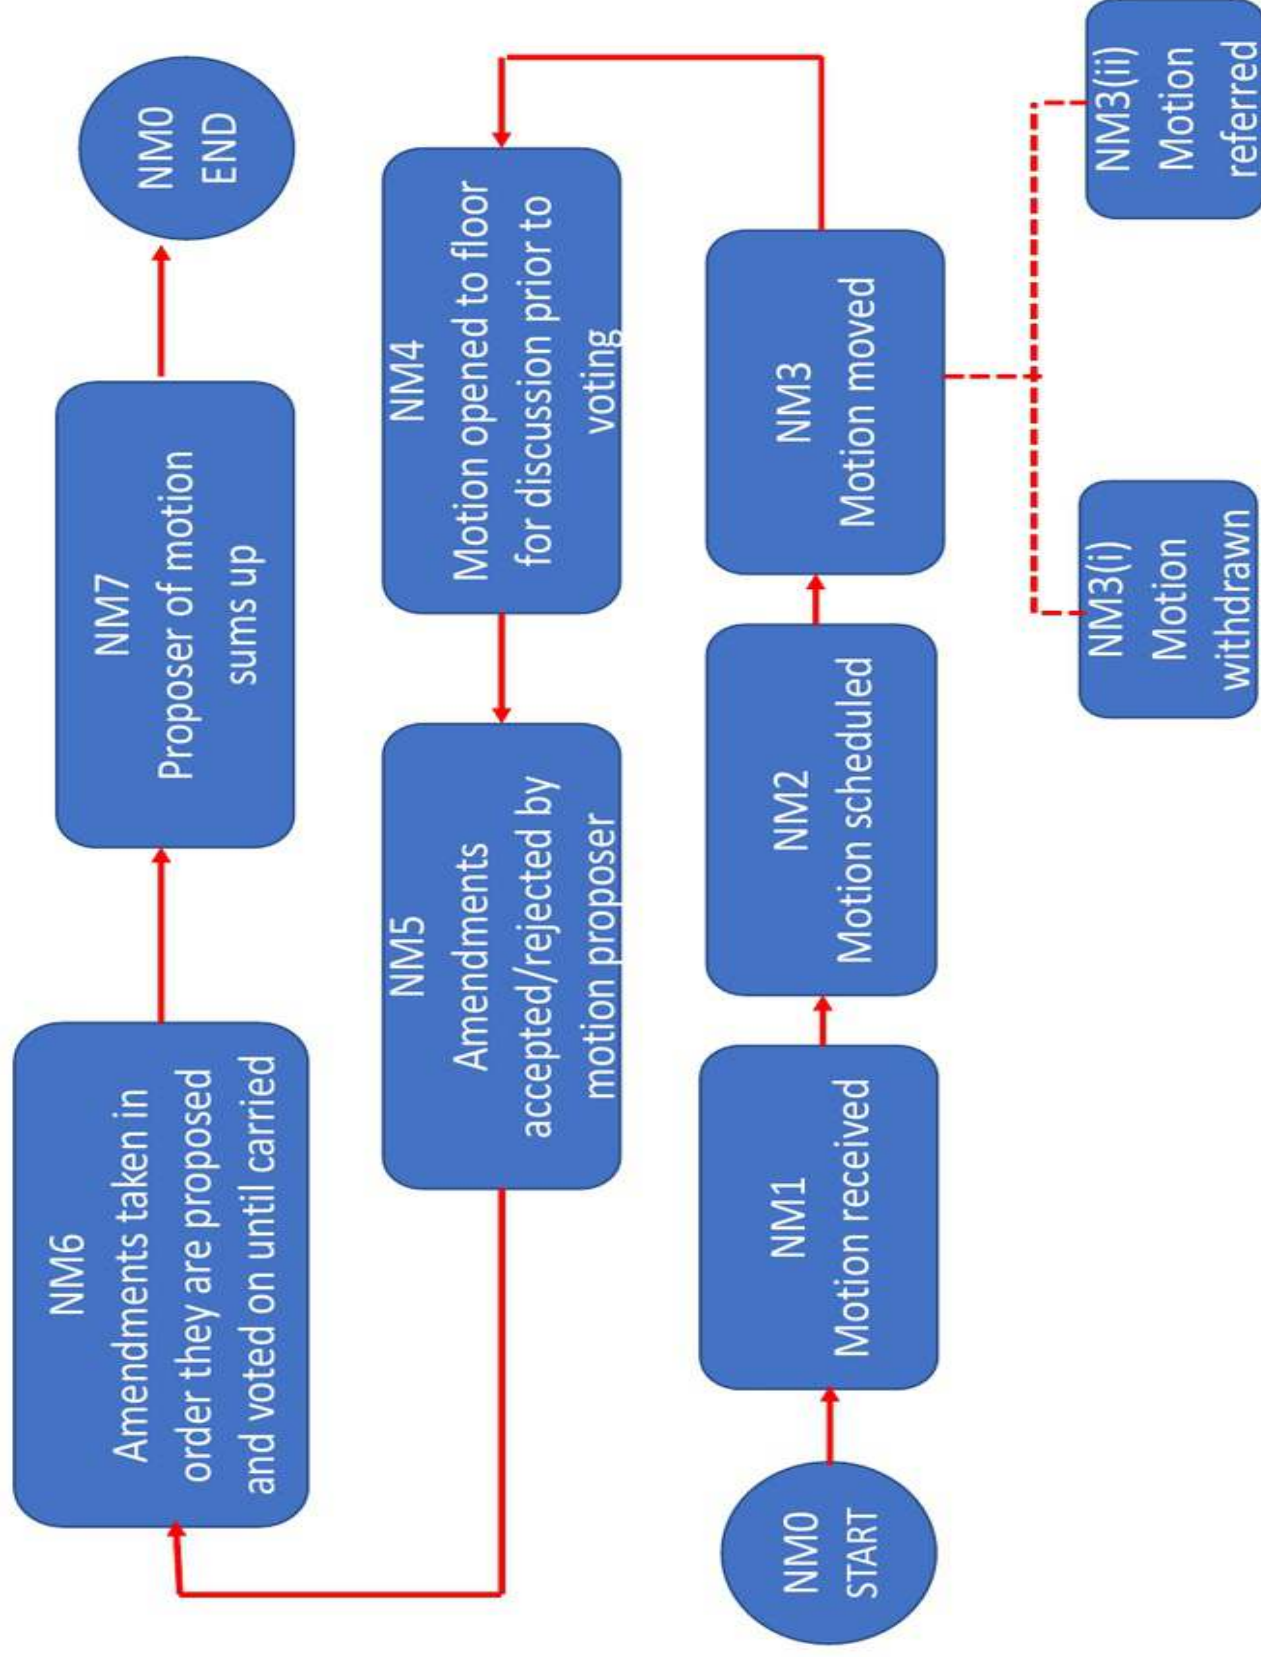 NM6
Amendments taken in
order they are proposed
and voted on until carried
NM7
Proposer of motion
sums up
NM0
END
NM5
Amendments
accepted/rejected by
motion proposer
NM4
Motion opened to floor
for discussion prior to
voting
NM0
START
NM1
Motion received
NM2
Motion scheduled
NM3
Motion moved
NM3(i)
Motion
withdrawn
NM3(ii)
Motion
referred